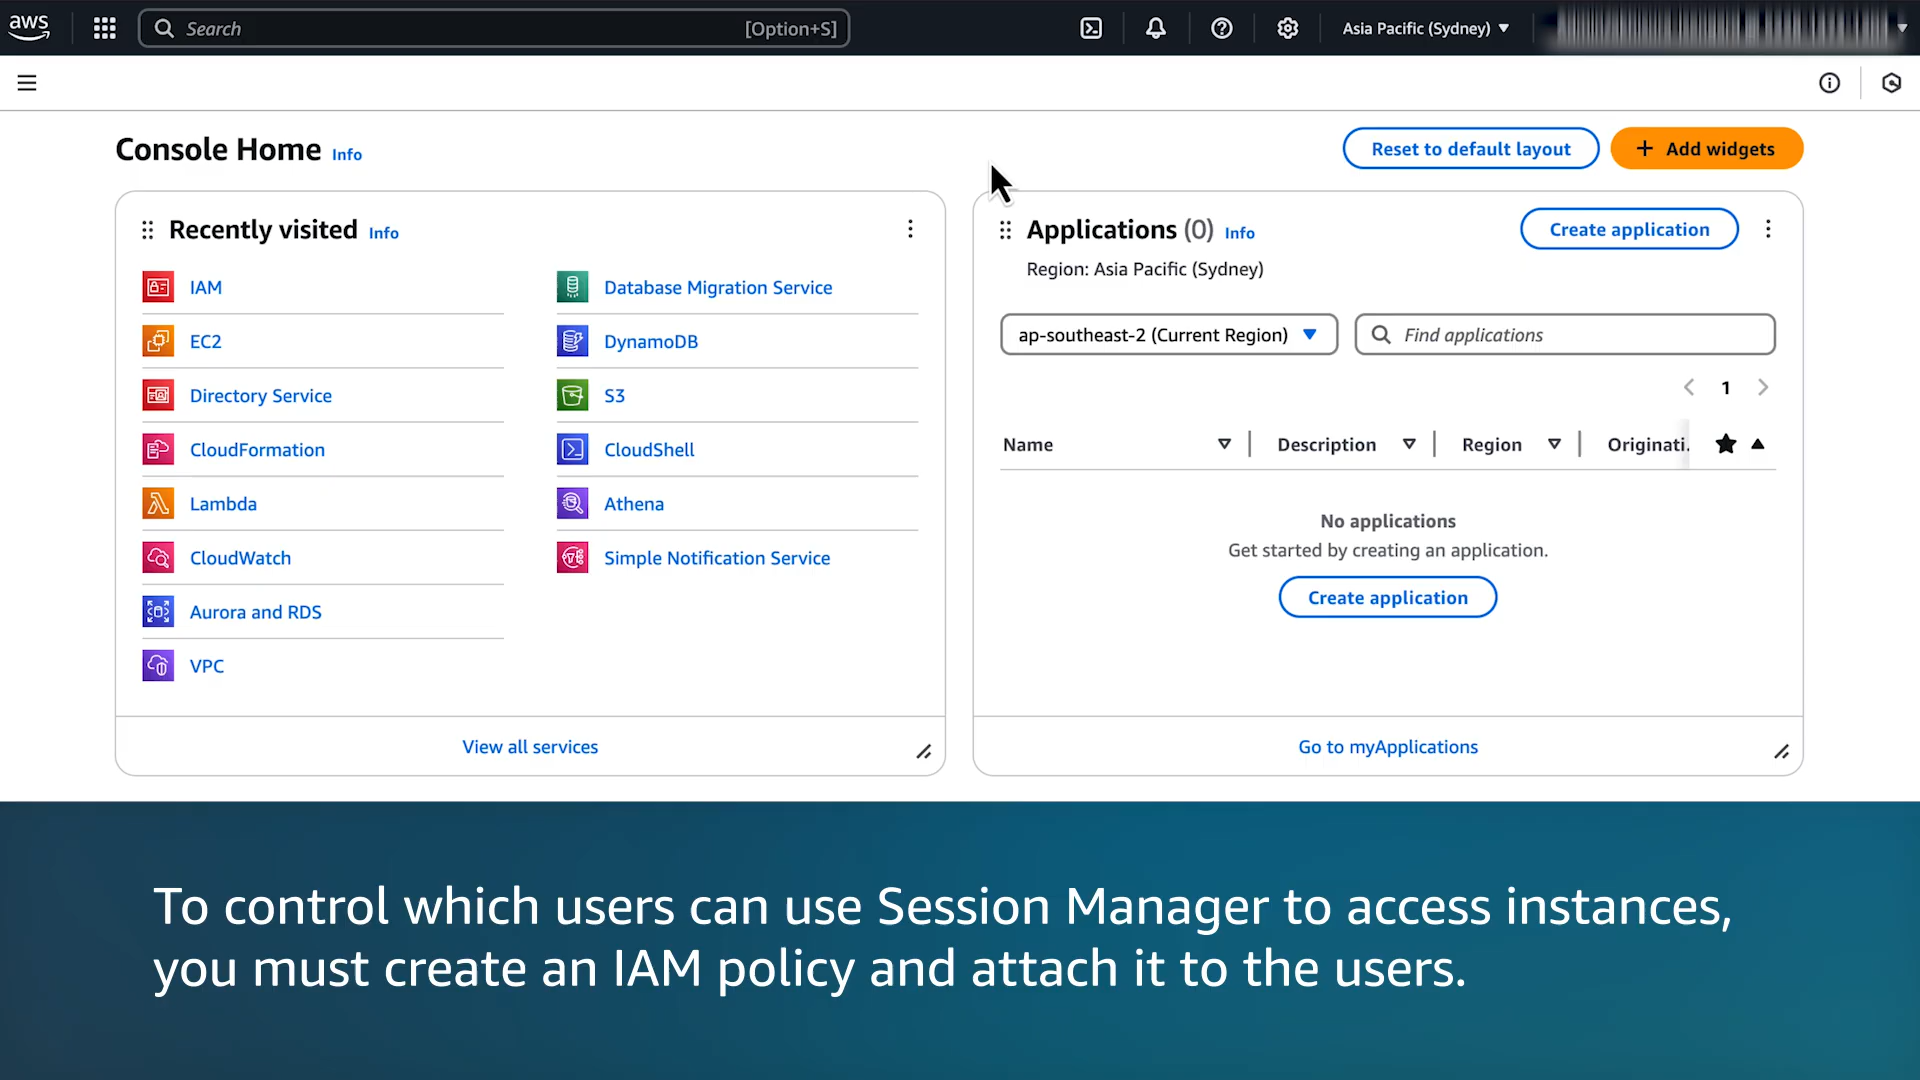 aws
Search [Option+S]
Asia Pacific (Sydney)
Console Home Info
Reset to default layout
+ Add widgets
Recently visited Info
IAM
EC2
Directory Service
CloudFormation
Lambda
CloudWatch
Aurora and RDS
VPC
Database Migration Service
DynamoDB
S3
CloudShell
Athena
Simple Notification Service
View all services
Applications (0) Info
Create application
Region: Asia Pacific (Sydney)
ap-southeast-2 (Current Region)
Find applications
1
Name Description Region Originati.
No applications
Get started by creating an application.
Create application
Go to myApplications
To control which users can use Session Manager to access instances,
you must create an IAM policy and attach it to the users.